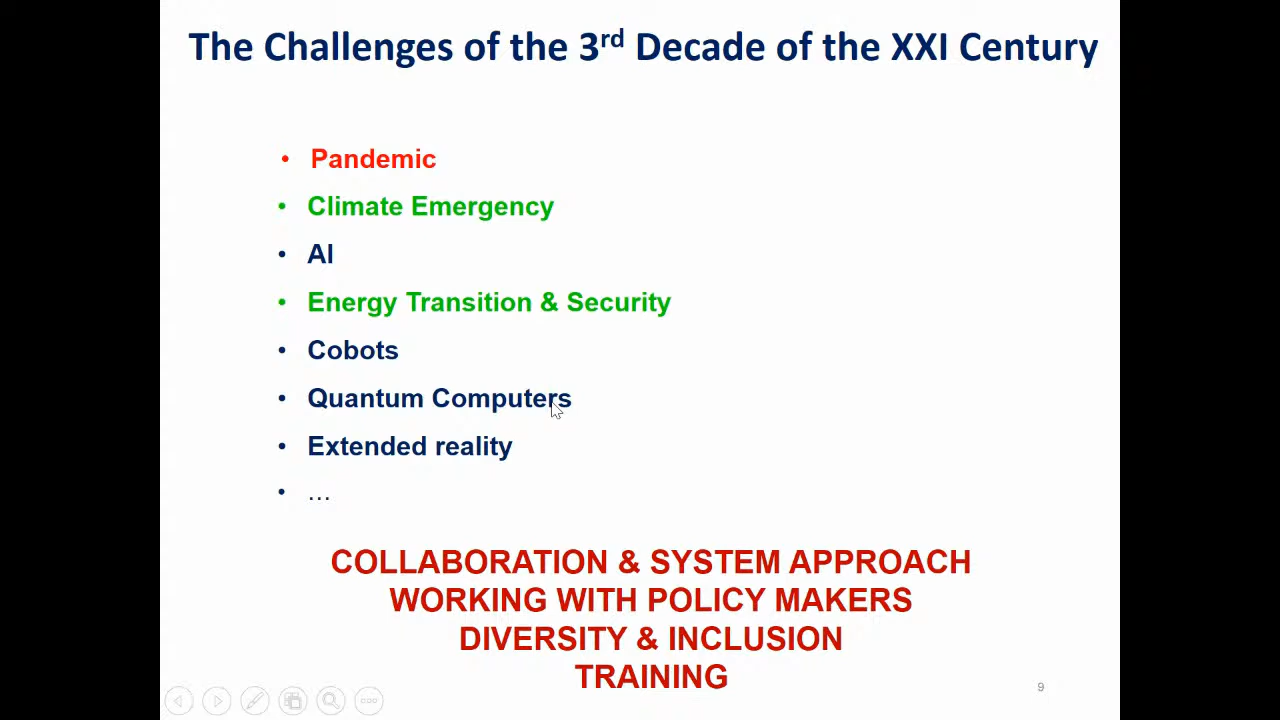 The Challenges of the 3rd Decade of the XXI Century
• Pandemic
• Climate Emergency
• AI
• Energy Transition & Security
• Cobots
• Quantum Computers
• Extended reality
• ...
COLLABORATION & SYSTEM APPROACH
WORKING WITH POLICY MAKERS
DIVERSITY & INCLUSION
TRAINING
9